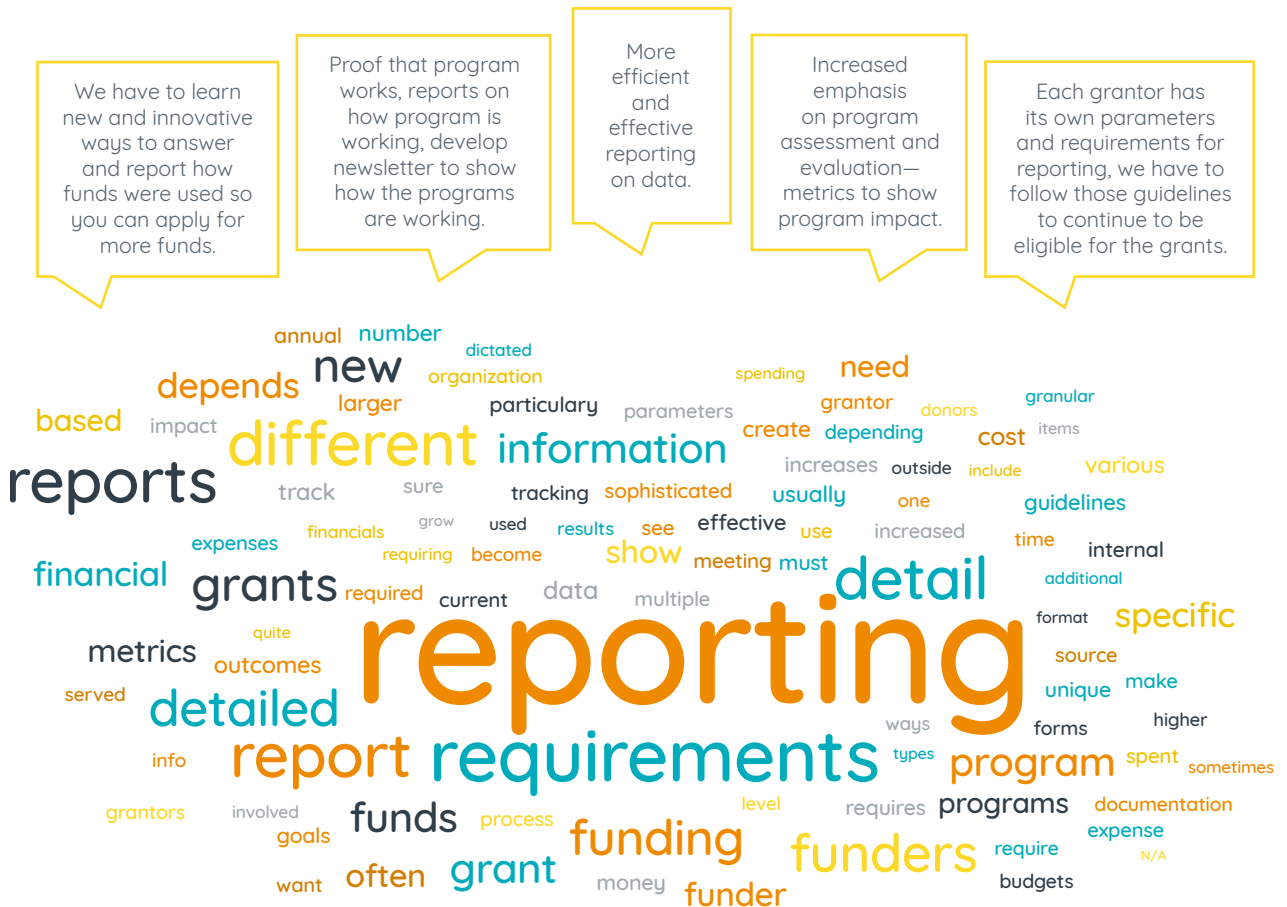 We have to learn
new and innovative
ways to answer
and report how
funds were used so
you can apply for
more funds.
Proof that program
works, reports on
how program is
working, develop
newsletter to show
how the programs
are working.
More
efficient
and
effective
reporting
on data.
Increased
emphasis
on program
assessment and
evaluation—
metrics to show
program impact.
Each grantor has
its own parameters
and requirements for
reporting, we have to
follow those guidelines
to continue to be
eligible for the grants.
annual number
dictated
new
depends
organization
spending
need
larger
particulary
parameters
grantor
donors
granular
based
impact
different
information
create
depending
cost
items
reports
track
sure
tracking
sophisticated
increases
outside
include
various
usually
one
guidelines
expenses
financials
grow
used
results
see
effective
use
increased
time
internal
requiring
become
show
meeting
must
financial
grants
required
current
data
multiple
detail
additional
reporting
format
specific
metrics
quite
outcomes
source
served
detailed
unique
make
ways
forms
higher
info
report
requirements
types
program
spent
sometimes
grantors
involved
funds
process
level
requires
programs
documentation
goals
funding
funders
expense
require
N/A
want
often
grant
money
funder
budgets